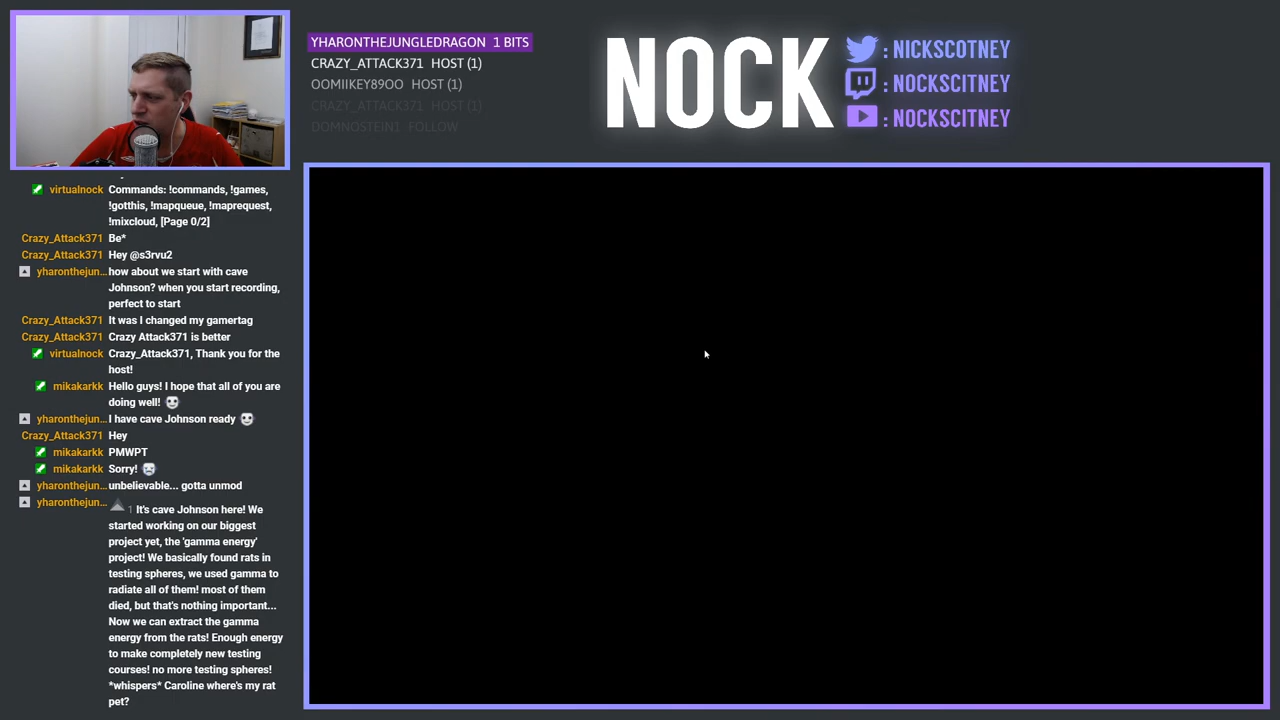 YHARONTHEJUNGLEDRAGON 1 BITS
CRAZY_ATTACK371 HOST (1)
OOMIIKEY89OO HOST (1)
CRAZY_ATTACK371 HOST (1)
DOMNOSTEIN1 FOLLOW
NOCK
: NICKSCOTNEY
: NOCKSCITNEY
: NOCKSCITNEY
virtualnock Commands: !commands, !games,
!gotthis, !mapqueue, !maprequest,
!mixcloud, [Page 0/2]
Crazy_Attack371 Be*
Crazy_Attack371 Hey @s3rvu2
yharonthejun... how about we start with cave
Johnson? when you start recording,
perfect to start
Crazy_Attack371 It was I changed my gamertag
Crazy_Attack371 Crazy Attack371 is better
virtualnock Crazy_Attack371, Thank you for the
host!
mikakarkk Hello guys! I hope that all of you are
doing well!
yharonthejun... I have cave Johnson ready
Crazy_Attack371 Hey
mikakarkk PMWPT
mikakarkk Sorry!
yharonthejun... unbelievable... gotta unmod
yharonthejun... 1 It's cave Johnson here! We
started working on our biggest
project yet, the 'gamma energy'
project! We basically found rats in
testing spheres, we used gamma to
radiate all of them! most of them
died, but that's nothing important...
Now we can extract the gamma
energy from the rats! Enough energy
to make completely new testing
courses! no more testing spheres!
*whispers* Caroline where's my rat
pet?